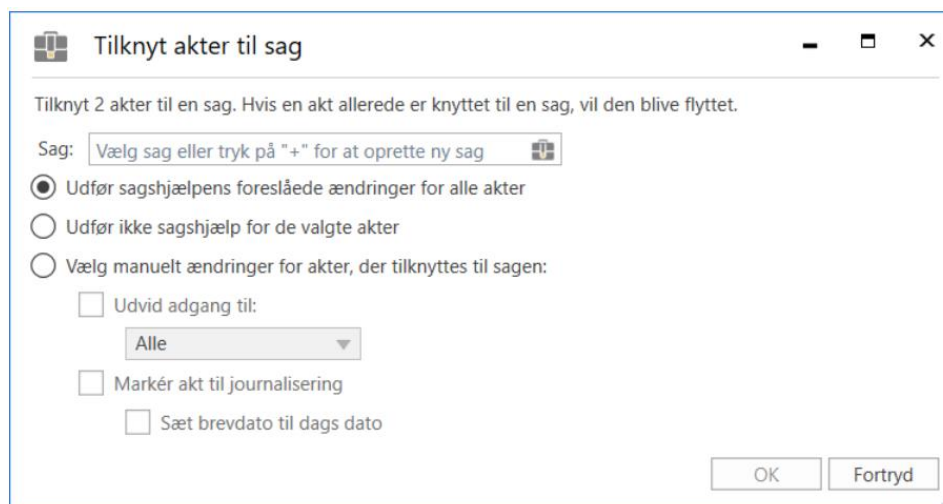 Tilknyt akter til sag
Tilknyt 2 akter til en sag. Hvis en akt allerede er knyttet til en sag, vil den blive flyttet.
Sag: Vælg sag eller tryk på "+" for at oprette ny sag
Udfør sagshjælpens foreslåede ændringer for alle akter
Udfør ikke sagshjælp for de valgte akter
Vælg manuelt ændringer for akter, der tilknyttes til sagen:
Udvid adgang til:
Alle
Markér akt til journalisering
Sæt brevdato til dags dato
OK Fortryd